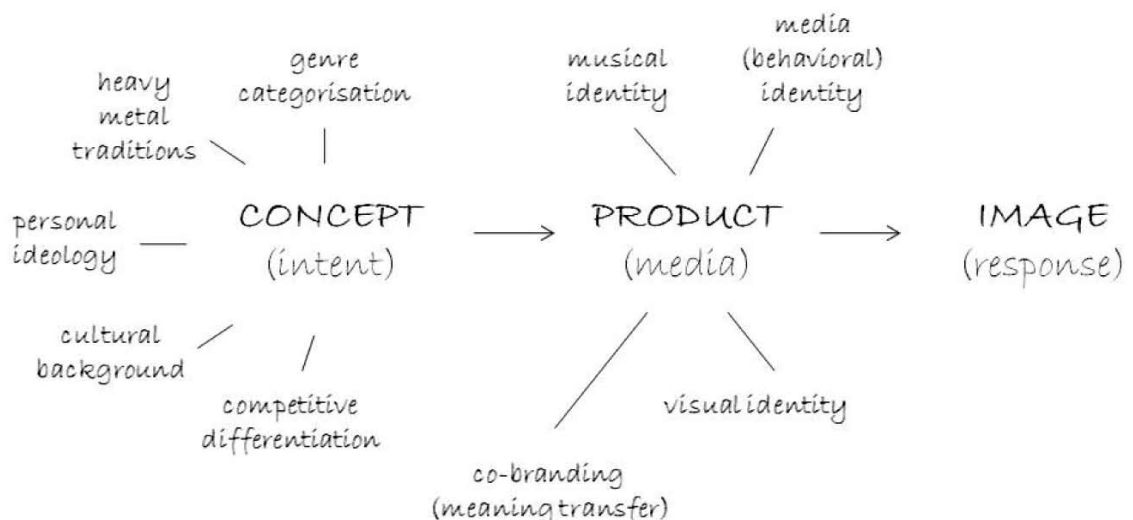 heavy
metal
traditions
genre
categorisation
musical
identity
media
(behavioral)
identity
personal
ideology
CONCEPT
(intent)
PRODUCT
(media)
IMAGE
(response)
cultural
background
competitive
differentiation
co-branding
(meaning transfer)
visual identity